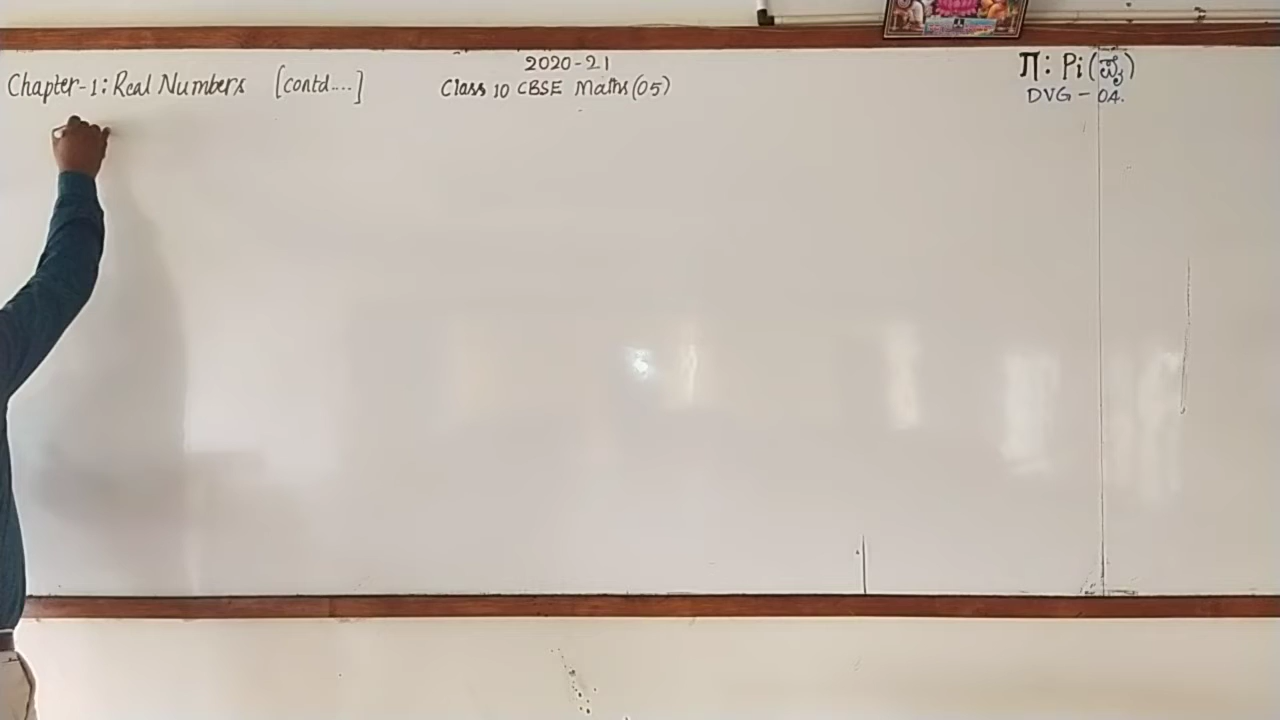 Chapter-1: Real Numbers [contd....]
2020-21
Class 10 CBSE Maths (05)
Π: Pi (ಪೈ)
DVG - 04.